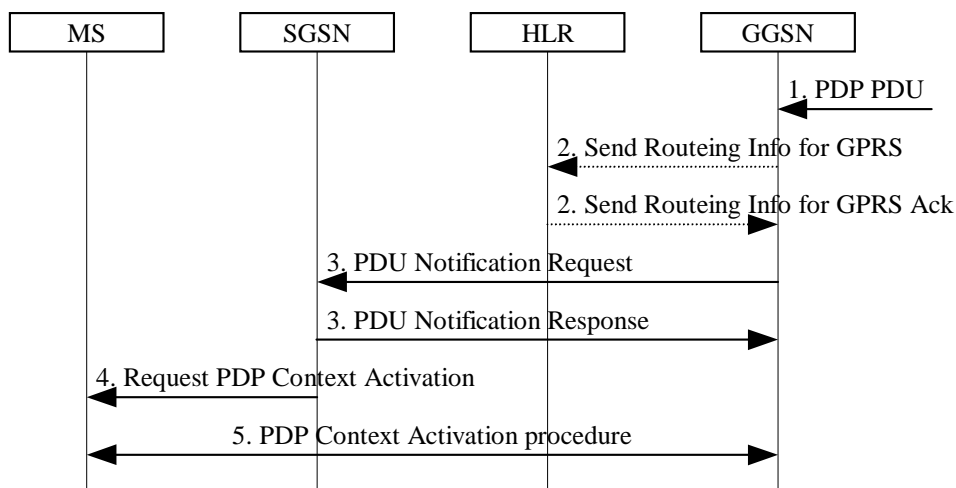 MS
SGSN
HLR
GGSN
1. PDP PDU
2. Send Routeing Info for GPRS
2. Send Routeing Info for GPRS Ack
3. PDU Notification Request
3. PDU Notification Response
4. Request PDP Context Activation
5. PDP Context Activation procedure